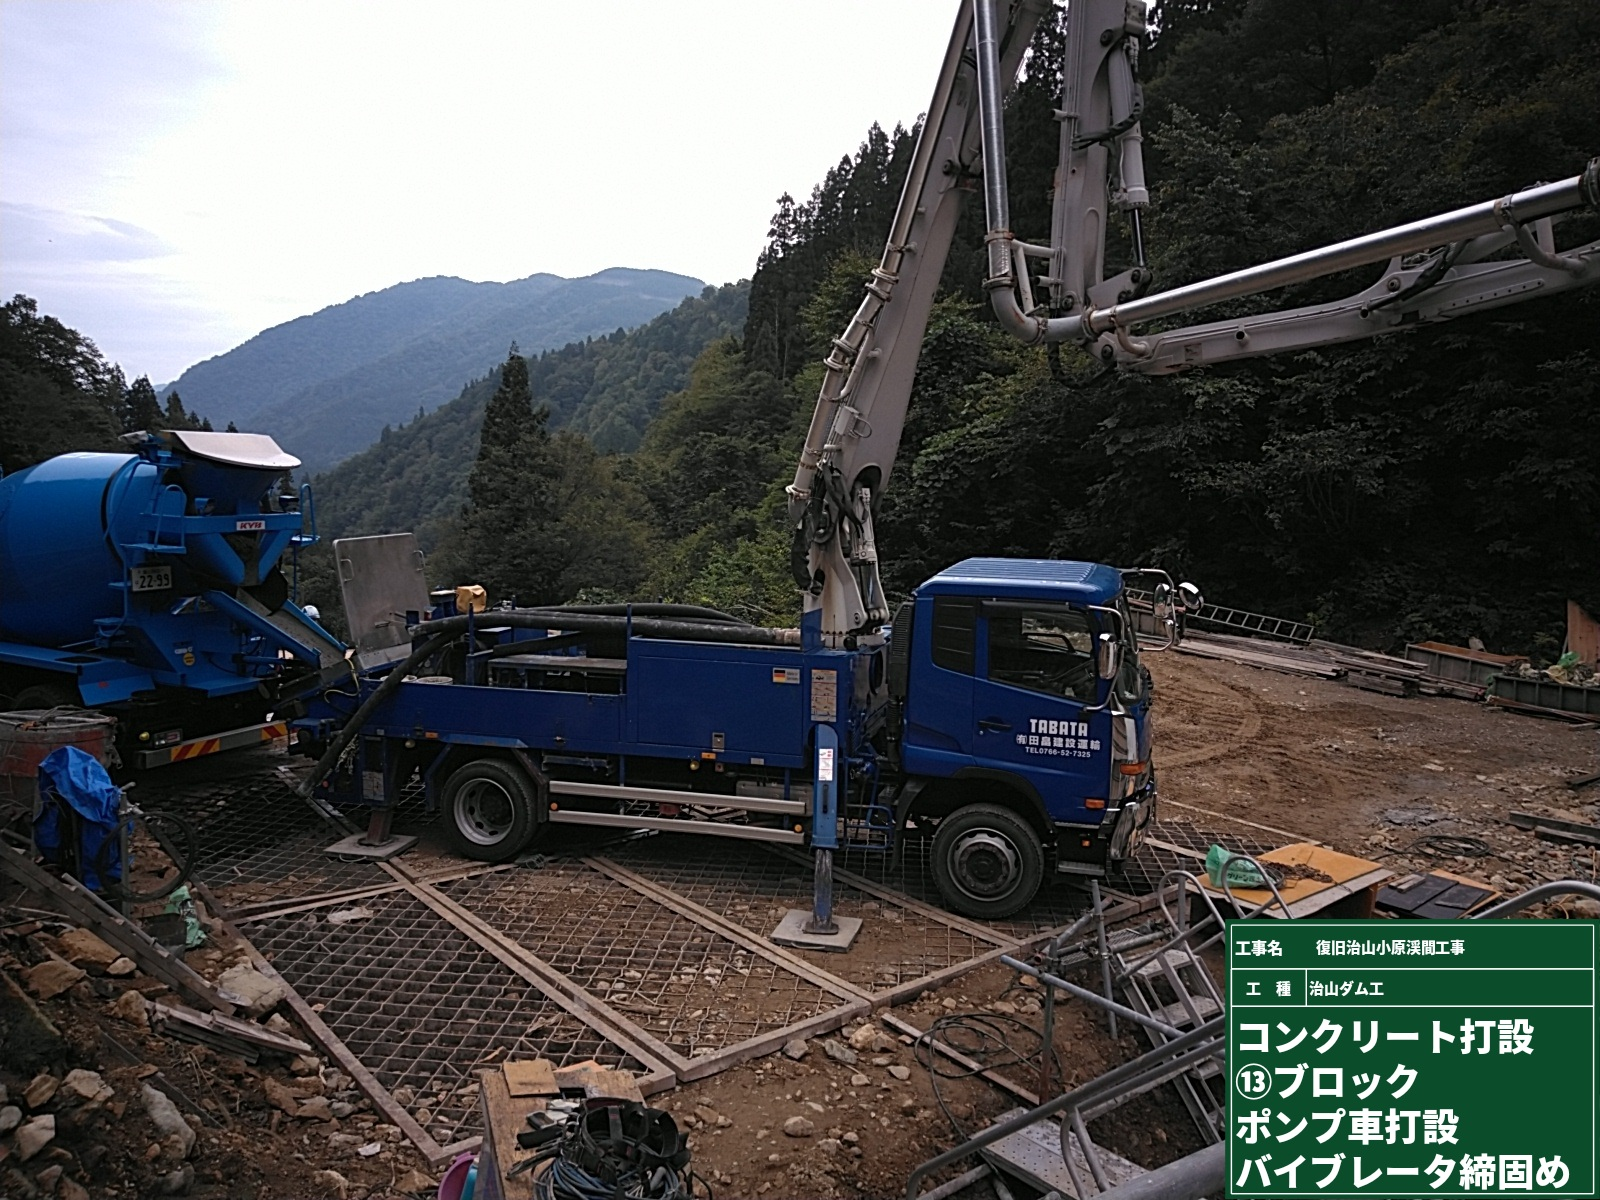 KYB
22-99
TABATA
㈲田畠建設運輸
TEL0766-52-7325
工事名 復旧治山小原渓間工事
工 種 治山ダム工
コンクリート打設
⑬ブロック
ポンプ車打設
バイブレータ締固め